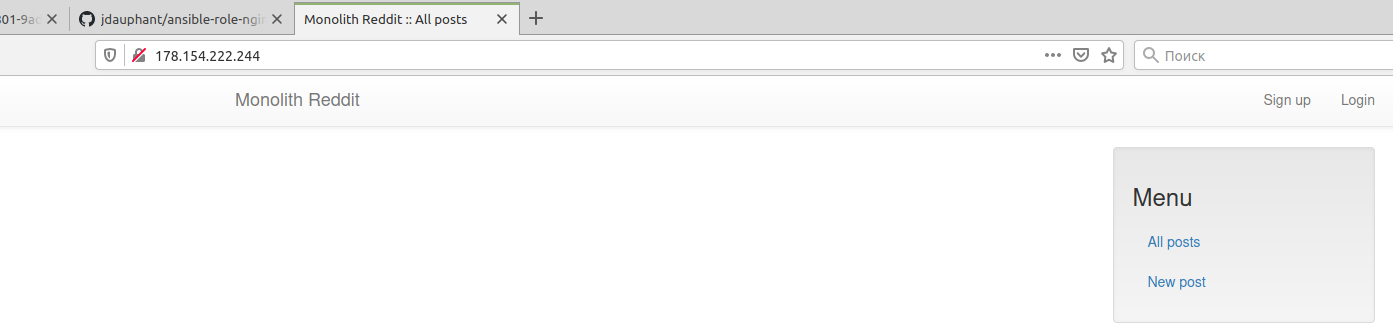 301-9ac
jdauphant/ansible-role-ngi
Monolith Reddit :: All posts
178.154.222.244
Поиск
Monolith Reddit
Sign up
Login
Menu
All posts
New post